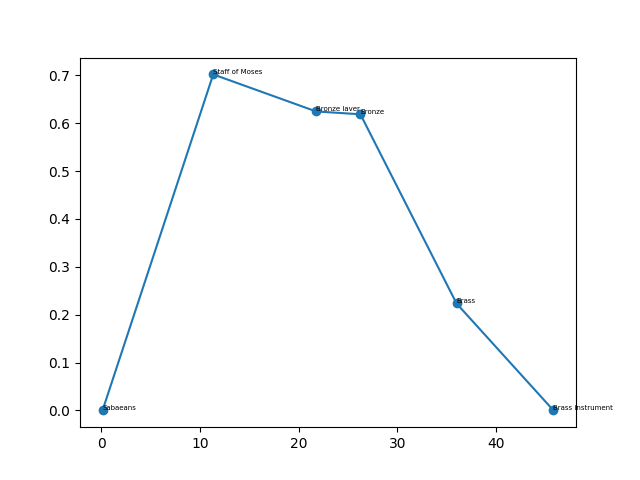 0.7
0.6
0.5
0.4
0.3
0.2
0.1
0.0
Staff of Moses
Bronze laver
Bronze
Brass
Sabaeans
Brass instrument
0 10 20 30 40